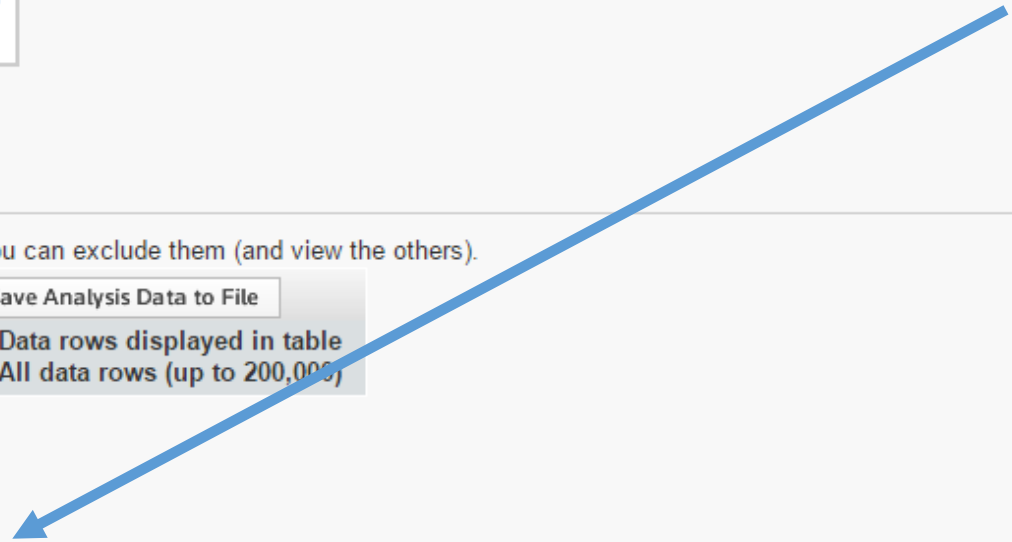 u can exclude them (and view the others).
ave Analysis Data to File
Data rows displayed in table
All data rows (up to 200,000)